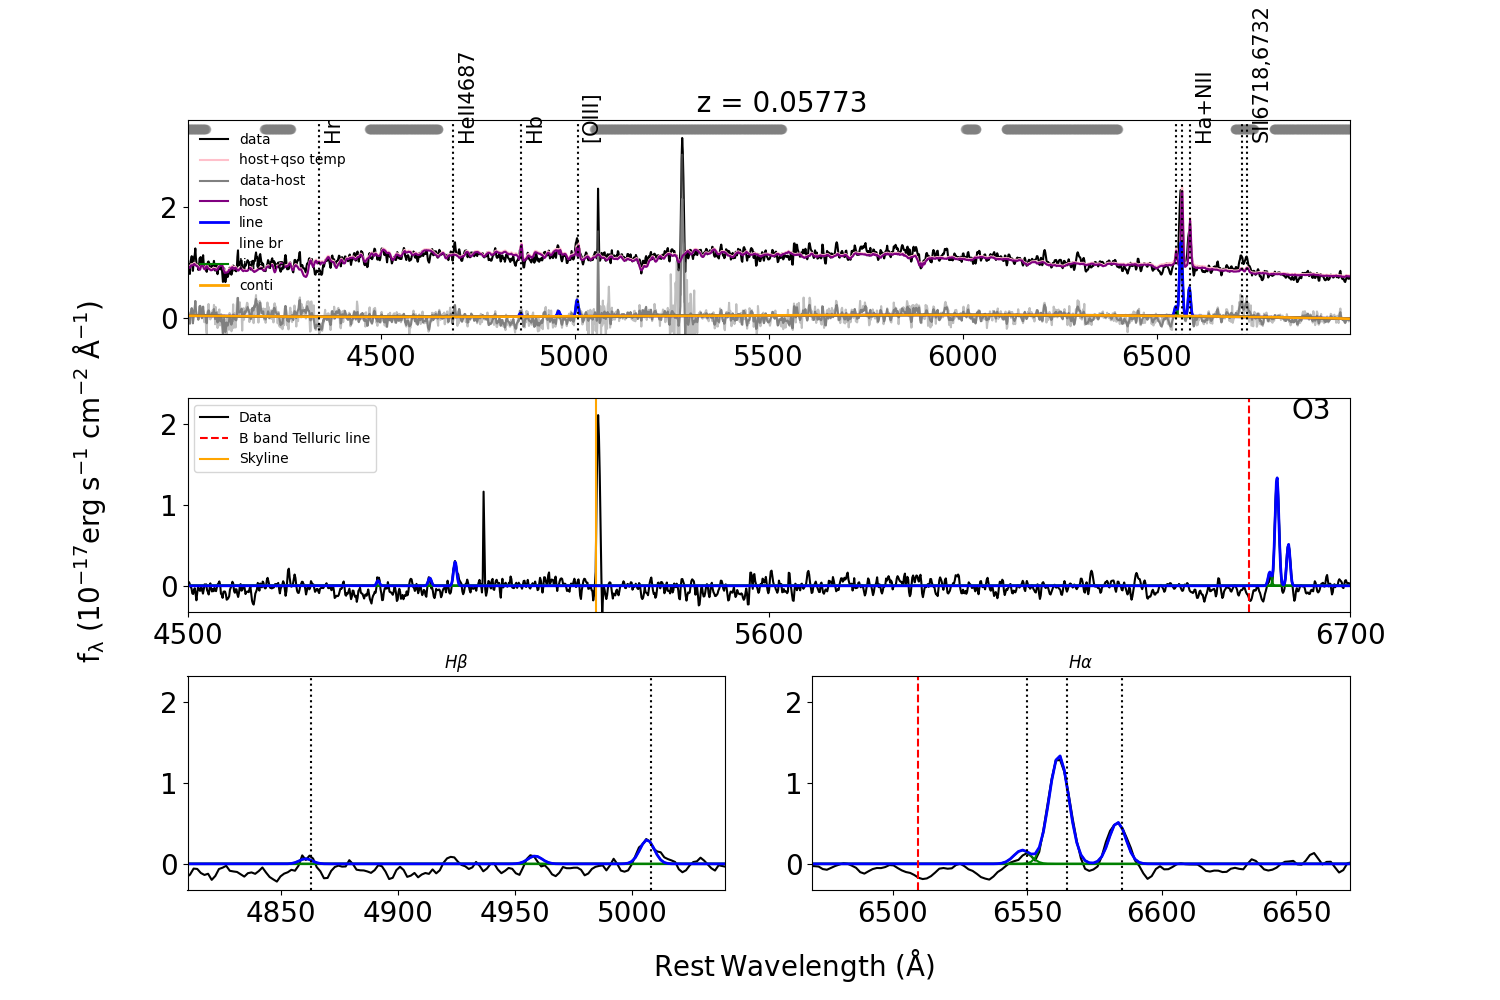 Hr
HeII4687
Hb
[OIII]
z = 0.05773
Ha+NII
SII6718,6732
data
host+qso temp
data-host
host
line
line br
conti
2
0
4500 5000 5500 6000 6500
Data
B band Telluric line
Skyline
O3
2
1
0
4500 5600 6700
fλ (10⁻¹⁷erg s⁻¹ cm⁻² Å⁻¹)
Hβ
2
1
0
4850 4900 4950 5000
Hα
2
1
0
6500 6550 6600 6650
Rest Wavelength (Å)